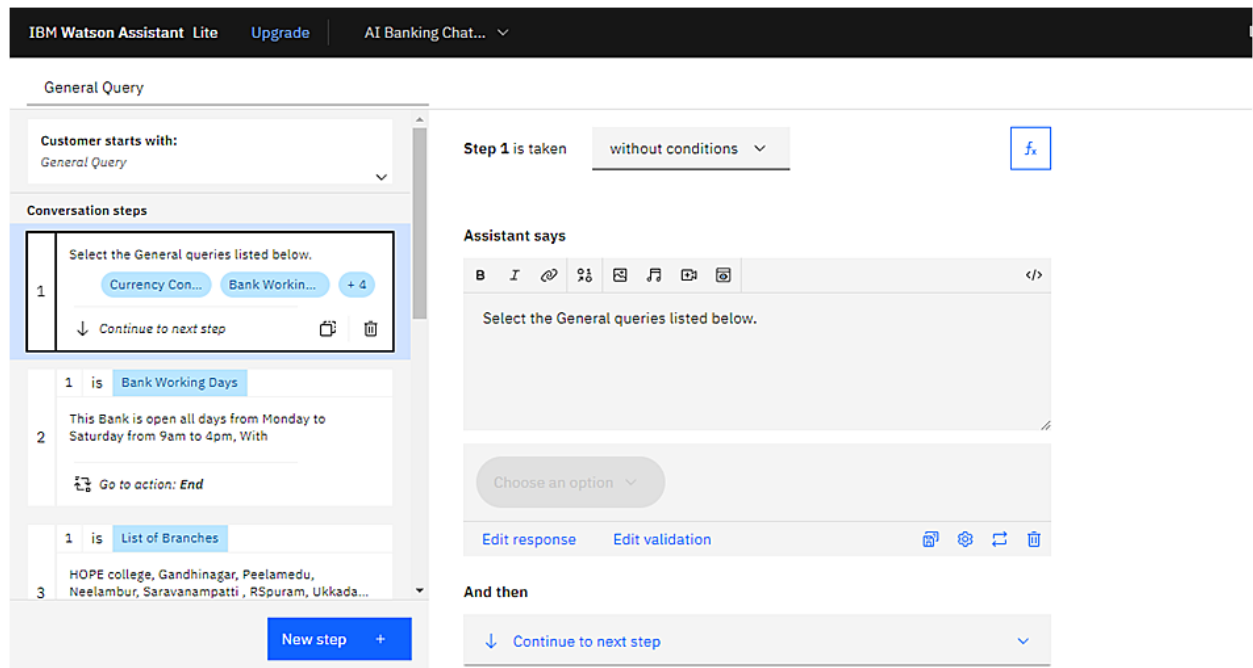 IBM Watson Assistant Lite Upgrade AI Banking Chat...
General Query
Customer starts with:
General Query
Conversation steps
1
Select the General queries listed below.
Currency Con... Bank Workin... + 4
Continue to next step
1 is Bank Working Days
2
This Bank is open all days from Monday to
Saturday from 9am to 4pm, With
Go to action: End
1 is List of Branches
3
HOPE college, Gandhinagar, Peelamedu,
Neelambur, Saravanampatti , RSpuram, Ukkada...
New step +
Step 1 is taken without conditions
fx
Assistant says
B I </>
Select the General queries listed below.
Choose an option
Edit response Edit validation
And then
Continue to next step